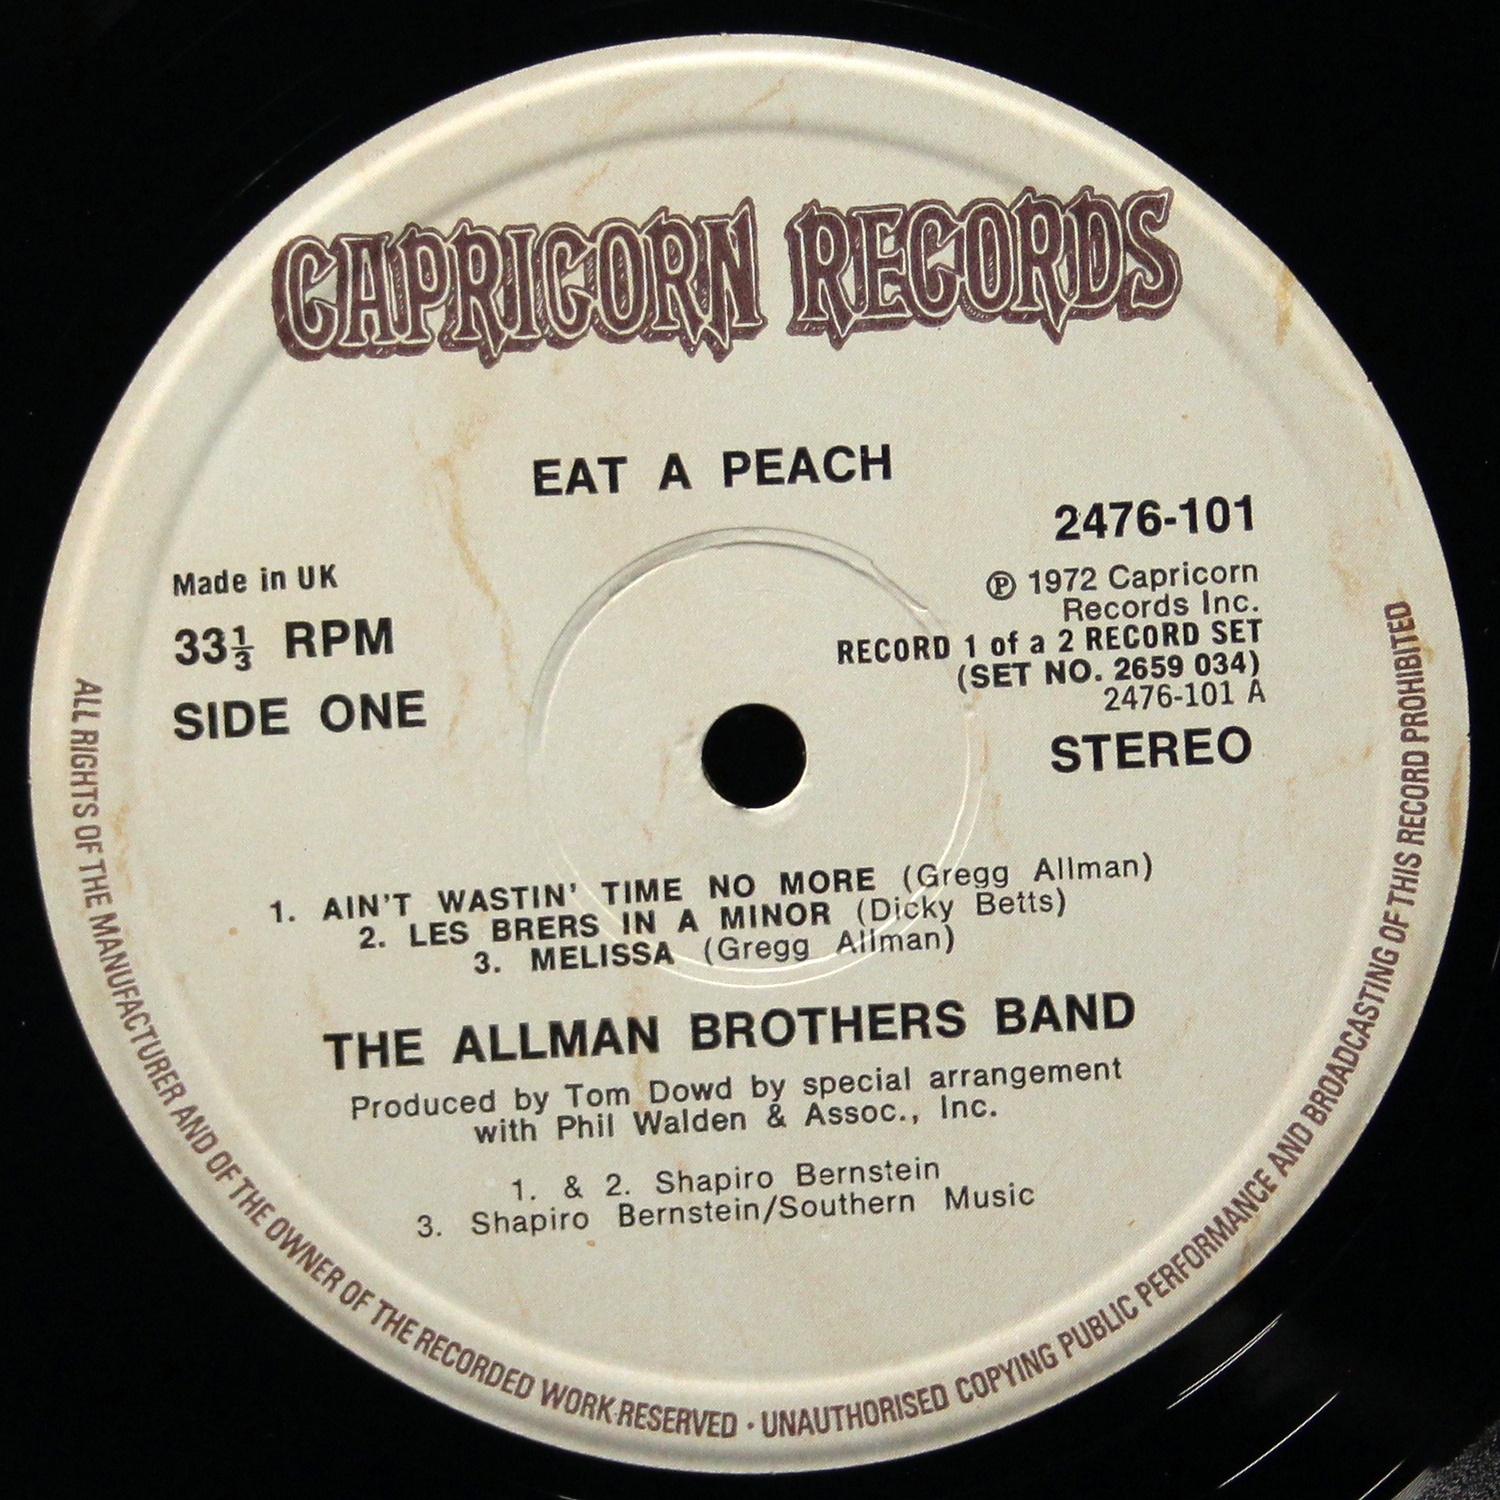 CAPRICORN RECORDS
EAT A PEACH
2476-101
Made in UK
℗ 1972 Capricorn
Records Inc.
33⅓ RPM
RECORD 1 of a 2 RECORD SET
(SET NO. 2659 034)
2476-101 A
SIDE ONE
STEREO
1. AIN'T WASTIN' TIME NO MORE (Gregg Allman)
2. LES BRERS IN A MINOR (Dicky Betts)
3. MELISSA (Gregg Allman)
THE ALLMAN BROTHERS BAND
Produced by Tom Dowd by special arrangement
with Phil Walden & Assoc., Inc.
1. & 2. Shapiro Bernstein
3. Shapiro Bernstein/Southern Music
ALL RIGHTS OF THE MANUFACTURER AND OF THE OWNER OF THE RECORDED WORK RESERVED · UNAUTHORISED COPYING PUBLIC PERFORMANCE AND BROADCASTING OF THIS RECORD PROHIBITED